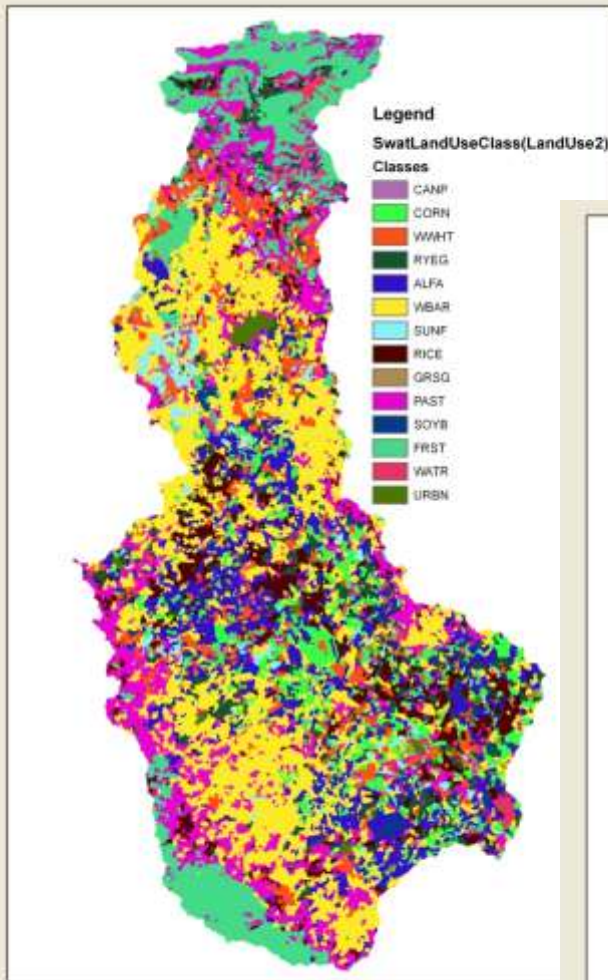 Legend
SwatLandUseClass(LandUse2)
Classes
CANP
CORN
WWHT
RYEG
ALFA
WBAR
SUNF
RICE
GRSG
PAST
SOYB
FRST
WATR
URBN